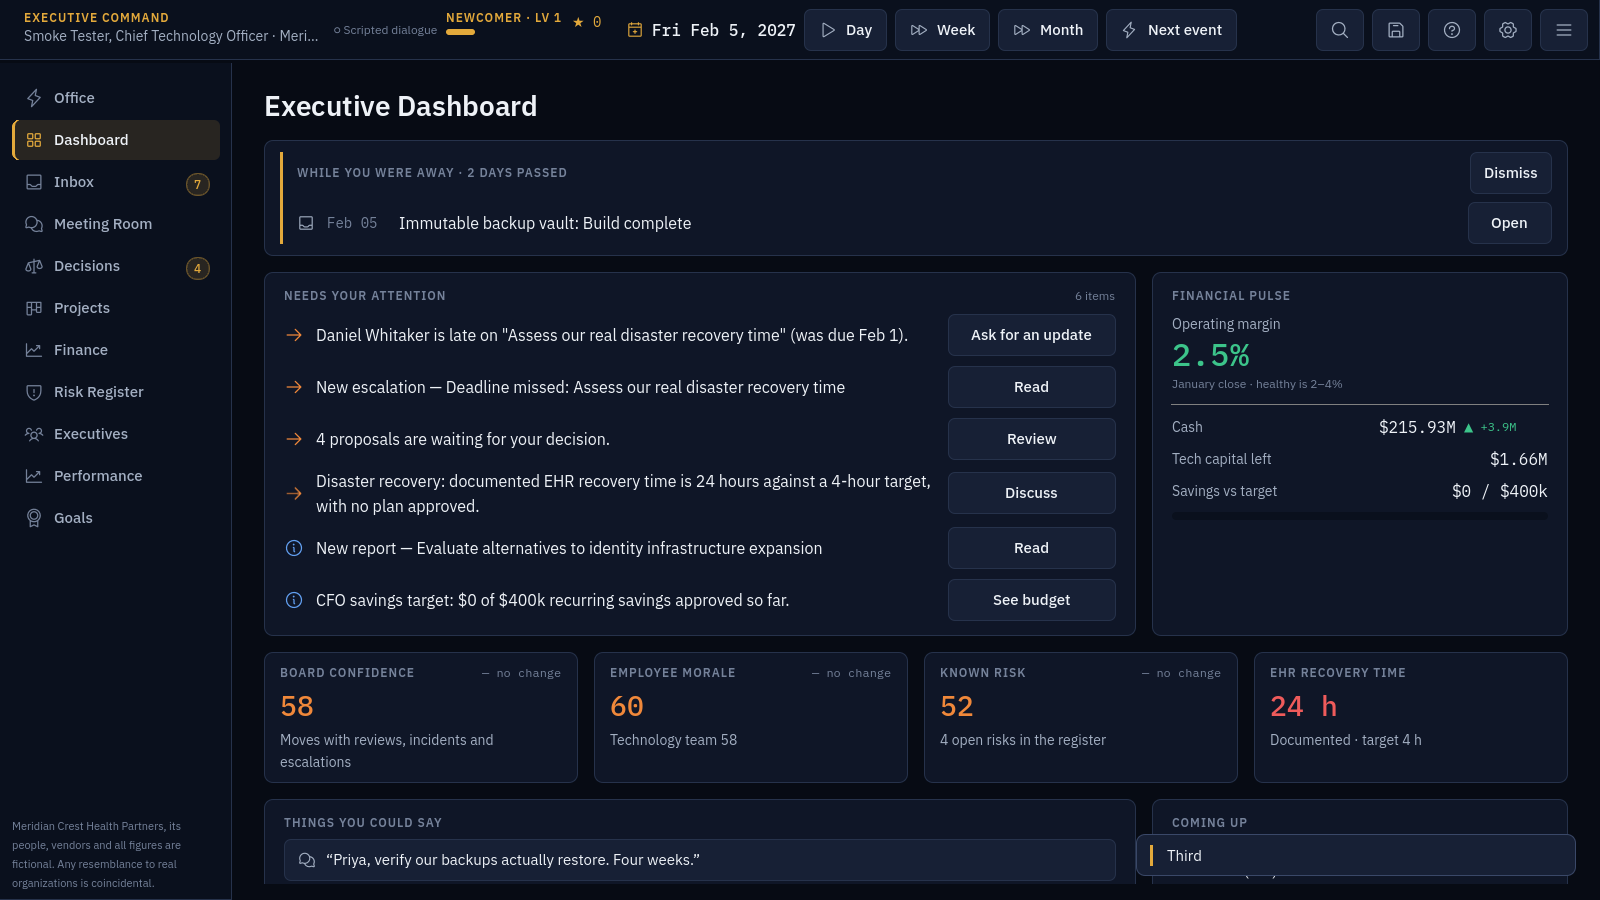 EXECUTIVE COMMAND
Smoke Tester, Chief Technology Officer · Meri...
Scripted dialogue
NEWCOMER · LV 1
★ 0
Fri Feb 5, 2027
Day
Week
Month
Next event
Office
Dashboard
Inbox
7
Meeting Room
Decisions
4
Projects
Finance
Risk Register
Executives
Performance
Goals
Meridian Crest Health Partners, its
people, vendors and all figures are
fictional. Any resemblance to real
organizations is coincidental.
Executive Dashboard
WHILE YOU WERE AWAY · 2 DAYS PASSED
Dismiss
Feb 05 Immutable backup vault: Build complete
Open
NEEDS YOUR ATTENTION
6 items
Daniel Whitaker is late on "Assess our real disaster recovery time" (was due Feb 1).
Ask for an update
New escalation — Deadline missed: Assess our real disaster recovery time
Read
4 proposals are waiting for your decision.
Review
Disaster recovery: documented EHR recovery time is 24 hours against a 4-hour target,
with no plan approved.
Discuss
New report — Evaluate alternatives to identity infrastructure expansion
Read
CFO savings target: $0 of $400k recurring savings approved so far.
See budget
FINANCIAL PULSE
Operating margin
2.5%
January close · healthy is 2–4%
Cash
$215.93M ▲ +3.9M
Tech capital left
$1.66M
Savings vs target
$0 / $400k
BOARD CONFIDENCE
— no change
58
Moves with reviews, incidents and
escalations
EMPLOYEE MORALE
— no change
60
Technology team 58
KNOWN RISK
— no change
52
4 open risks in the register
EHR RECOVERY TIME
24 h
Documented · target 4 h
THINGS YOU COULD SAY
“Priya, verify our backups actually restore. Four weeks.”
COMING UP
Third